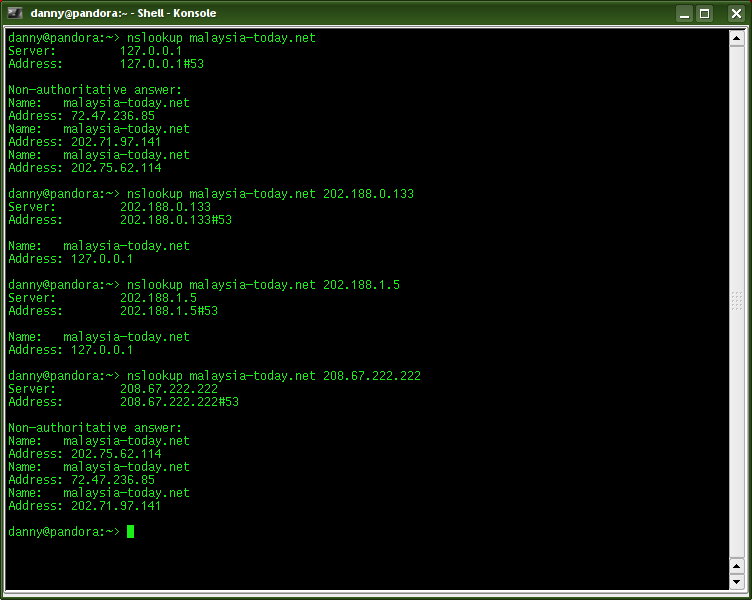 danny@pandora:~ - Shell - Konsole
danny@pandora:~> nslookup malaysia-today.net
Server:         127.0.0.1
Address:        127.0.0.1#53
Non-authoritative answer:
Name:   malaysia-today.net
Address: 72.47.236.85
Name:   malaysia-today.net
Address: 202.71.97.141
Name:   malaysia-today.net
Address: 202.75.62.114
danny@pandora:~> nslookup malaysia-today.net 202.188.0.133
Server:         202.188.0.133
Address:        202.188.0.133#53
Name:   malaysia-today.net
Address: 127.0.0.1
danny@pandora:~> nslookup malaysia-today.net 202.188.1.5
Server:         202.188.1.5
Address:        202.188.1.5#53
Name:   malaysia-today.net
Address: 127.0.0.1
danny@pandora:~> nslookup malaysia-today.net 208.67.222.222
Server:         208.67.222.222
Address:        208.67.222.222#53
Non-authoritative answer:
Name:   malaysia-today.net
Address: 202.75.62.114
Name:   malaysia-today.net
Address: 72.47.236.85
Name:   malaysia-today.net
Address: 202.71.97.141
danny@pandora:~>